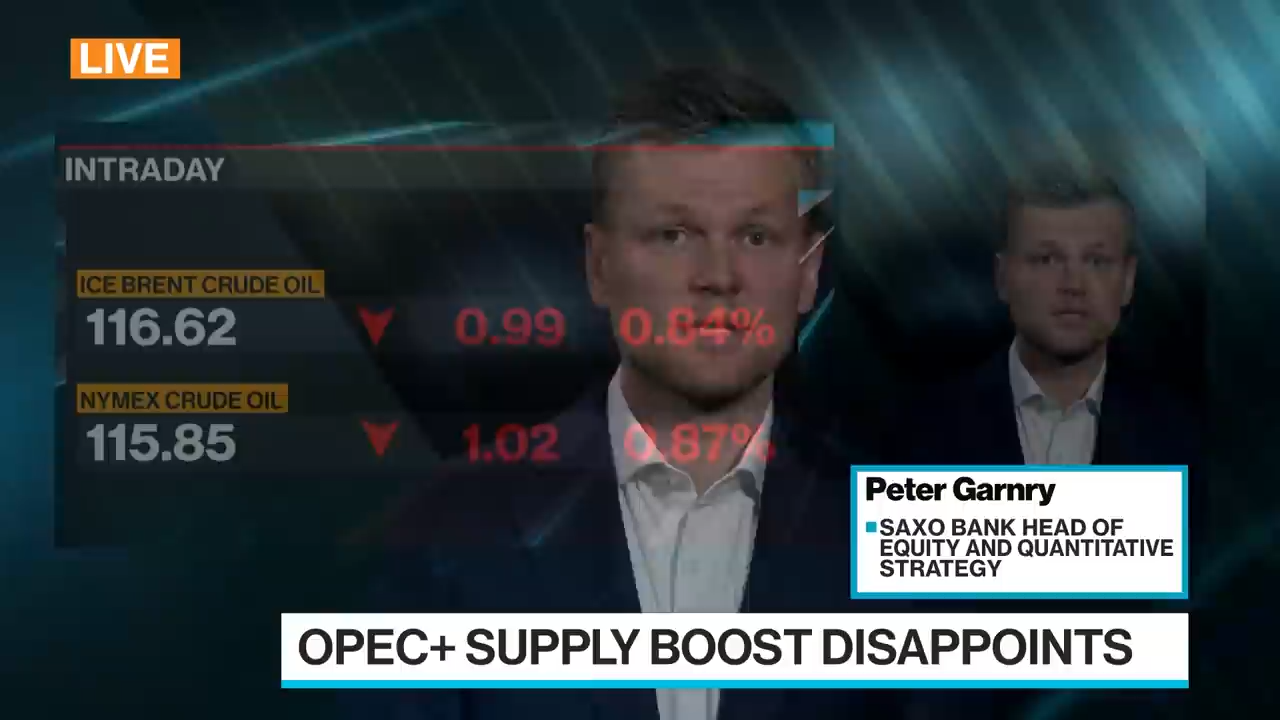 LIVE
INTRADAY
ICE BRENT CRUDE OIL
116.62 0.99 0.84%
NYMEX CRUDE OIL
115.85 1.02 0.87%
Peter Garnry
SAXO BANK HEAD OF
EQUITY AND QUANTITATIVE
STRATEGY
OPEC+ SUPPLY BOOST DISAPPOINTS